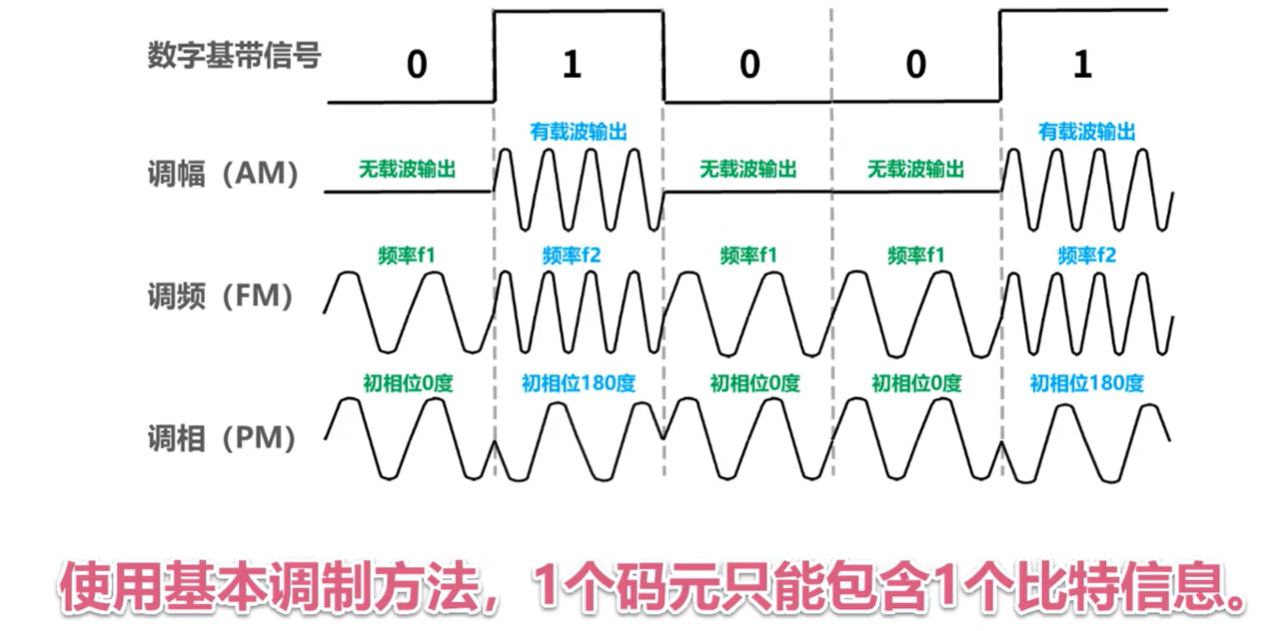 数字基带信号 0 1 0 0 1
有载波输出 有载波输出
调幅（AM） 无载波输出 无载波输出 无载波输出
频率f1 频率f2 频率f1 频率f1 频率f2
调频（FM）
初相位0度 初相位180度 初相位0度 初相位0度 初相位180度
调相（PM）
使用基本调制方法，1个码元只能包含1个比特信息。